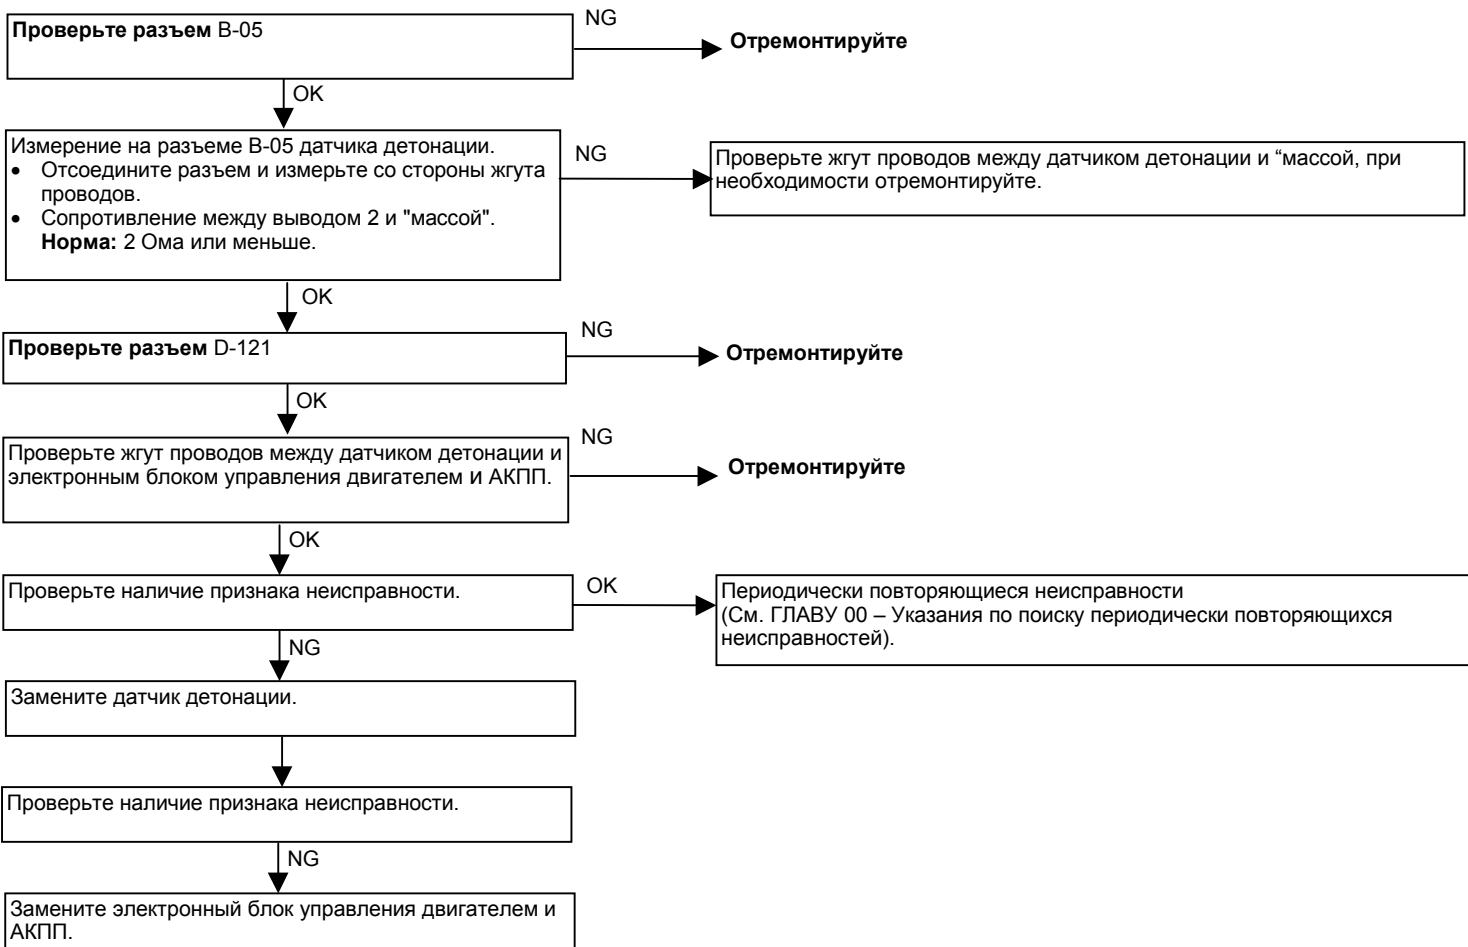 Проверьте разъем B-05
NG
Отремонтируйте
OK
Измерение на разъеме B-05 датчика детонации.
• Отсоедините разъем и измерьте со стороны жгута
проводов.
• Сопротивление между выводом 2 и "массой".
Норма: 2 Ома или меньше.
NG
Проверьте жгут проводов между датчиком детонации и “массой, при
необходимости отремонтируйте.
OK
Проверьте разъем D-121
NG
Отремонтируйте
OK
Проверьте жгут проводов между датчиком детонации и
электронным блоком управления двигателем и АКПП.
NG
Отремонтируйте
OK
Проверьте наличие признака неисправности.
OK
Периодически повторяющиеся неисправности
(См. ГЛАВУ 00 – Указания по поиску периодически повторяющихся
неисправностей).
NG
Замените датчик детонации.
Проверьте наличие признака неисправности.
NG
Замените электронный блок управления двигателем и
АКПП.